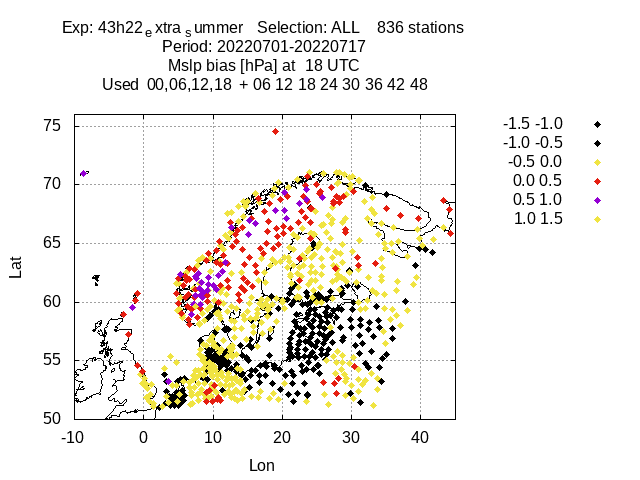 Exp: 43h22extrasummer Selection: ALL 836 stations
Period: 20220701-20220717
Mslp bias [hPa] at 18 UTC
Used 00,06,12,18 + 06 12 18 24 30 36 42 48
-1.5 -1.0
-1.0 -0.5
-0.5 0.0
0.0 0.5
0.5 1.0
1.0 1.5
Lat
75
70
65
60
55
50
-10 0 10 20 30 40
Lon